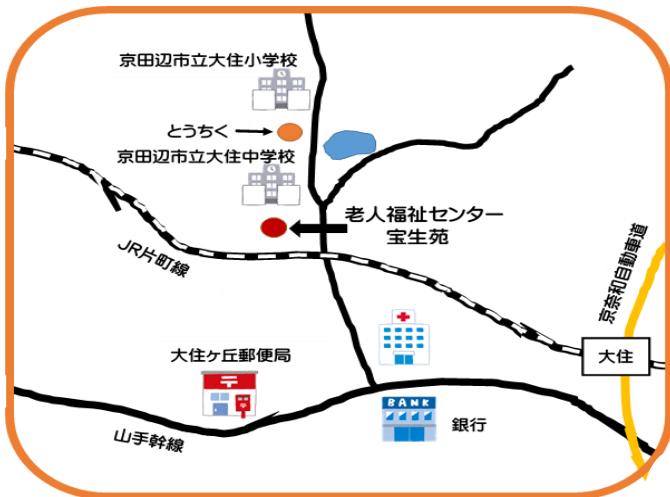 京田辺市立大住小学校
とうちく
京田辺市立大住中学校
老人福祉センター
宝生苑
JR片町線
京奈和自動車道
大住
大住ヶ丘郵便局
BANK
銀行
山手幹線